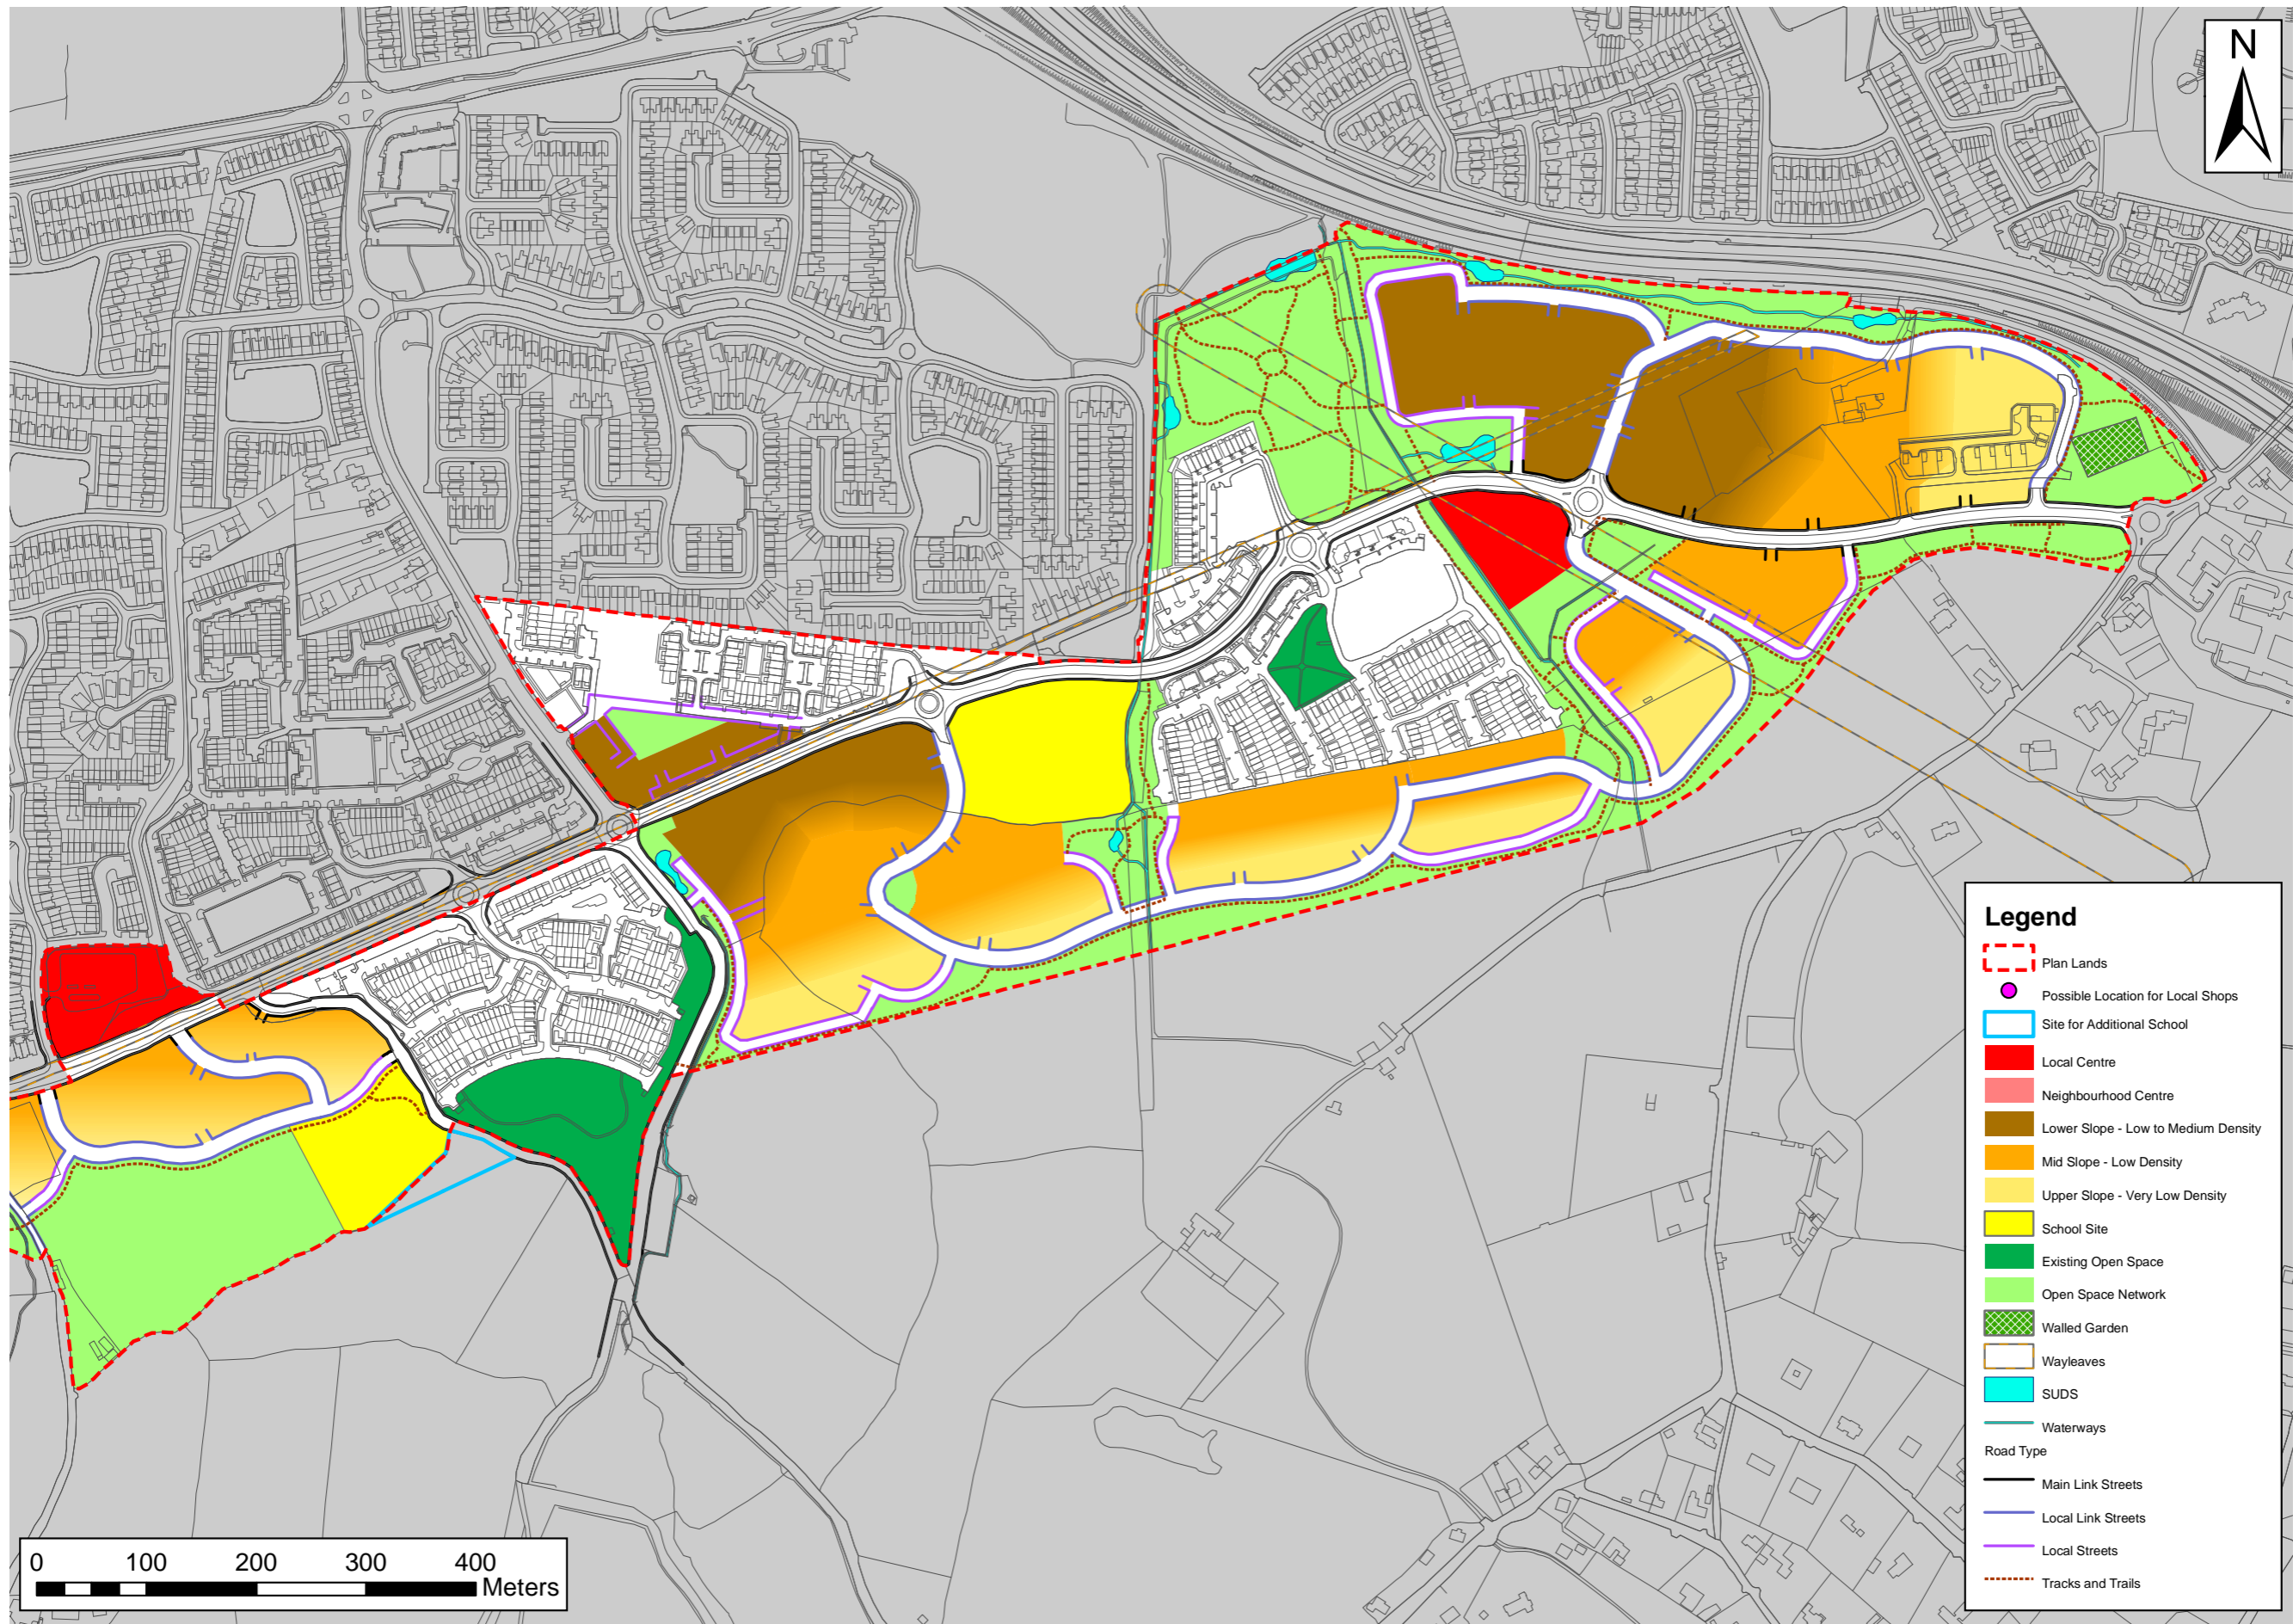 N
Legend
Plan Lands
Possible Location for Local Shops
Site for Additional School
Local Centre
Neighbourhood Centre
Lower Slope - Low to Medium Density
Mid Slope - Low Density
Upper Slope - Very Low Density
School Site
Existing Open Space
Open Space Network
Walled Garden
Wayleaves
SUDS
Waterways
Road Type
Main Link Streets
Local Link Streets
Local Streets
Tracks and Trails
0 100 200 300 400
Meters